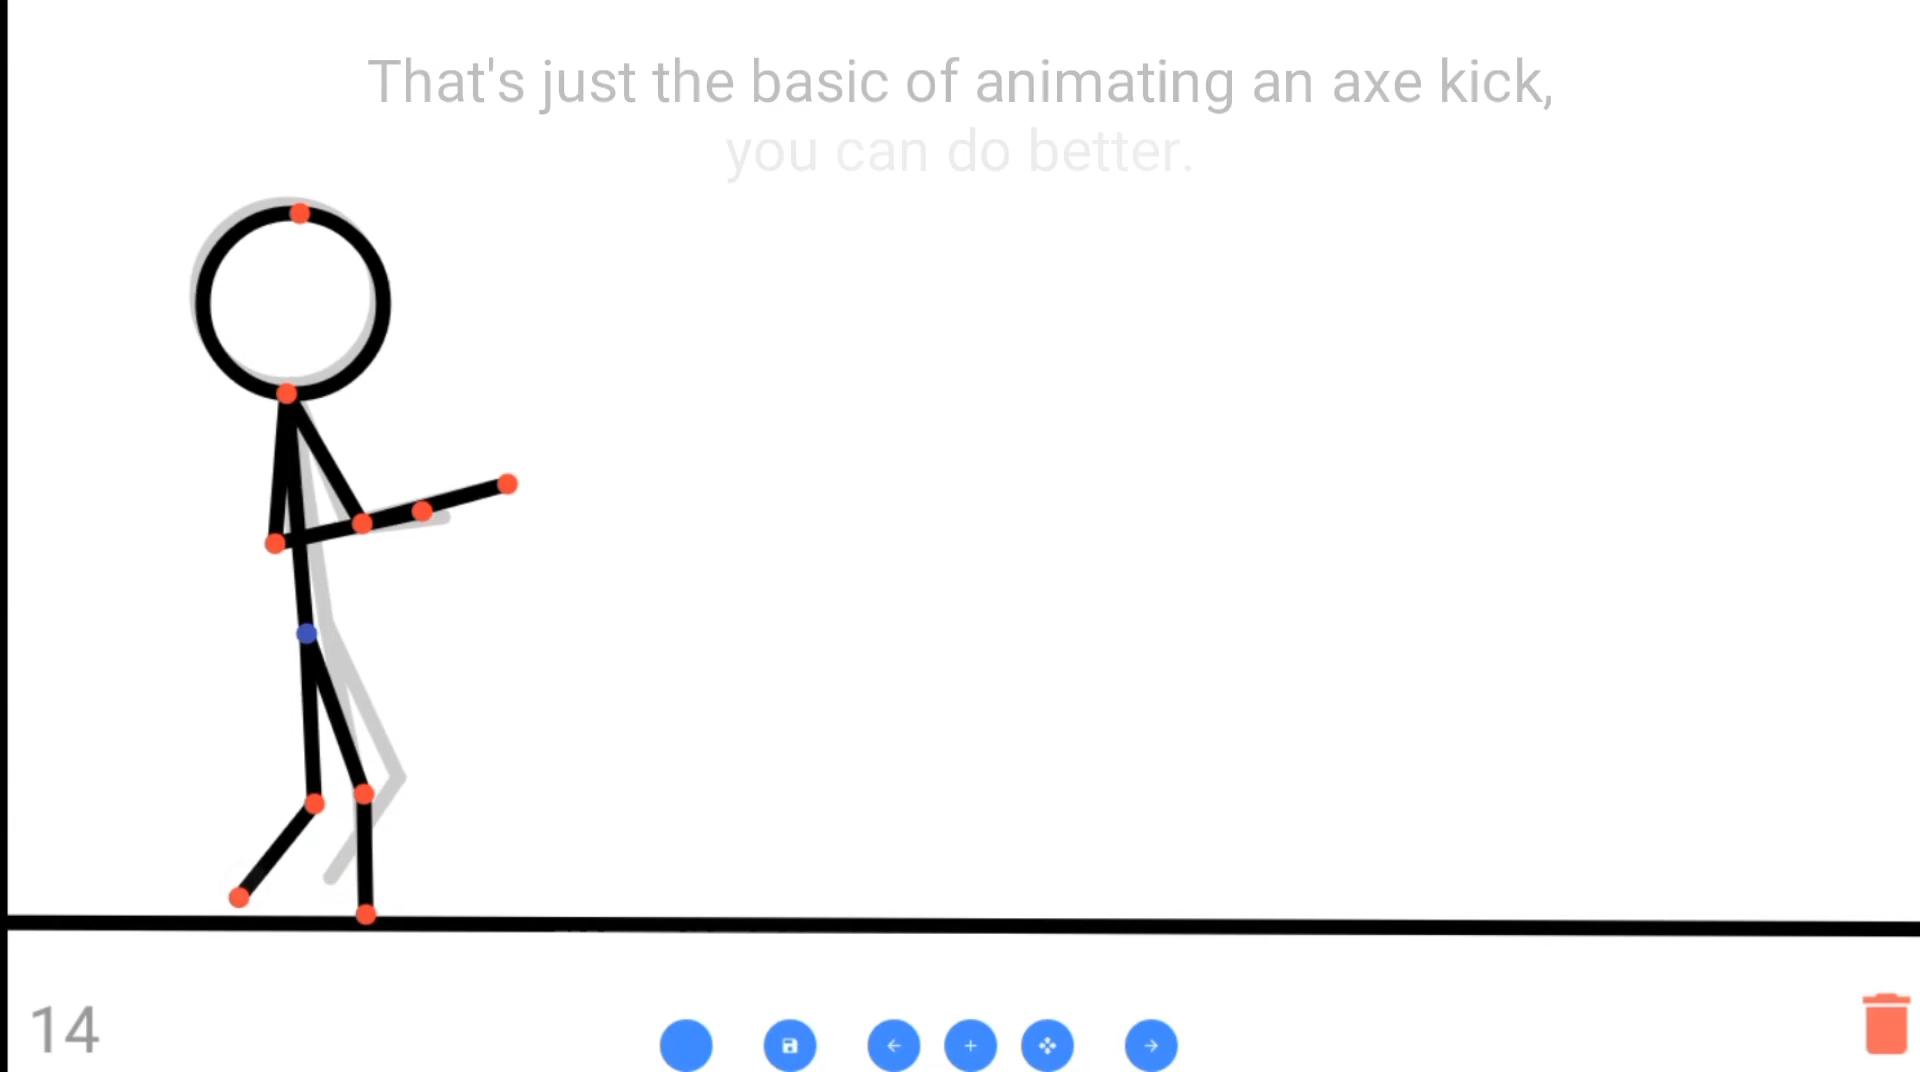 That's just the basic of animating an axe kick,
you can do better.
14